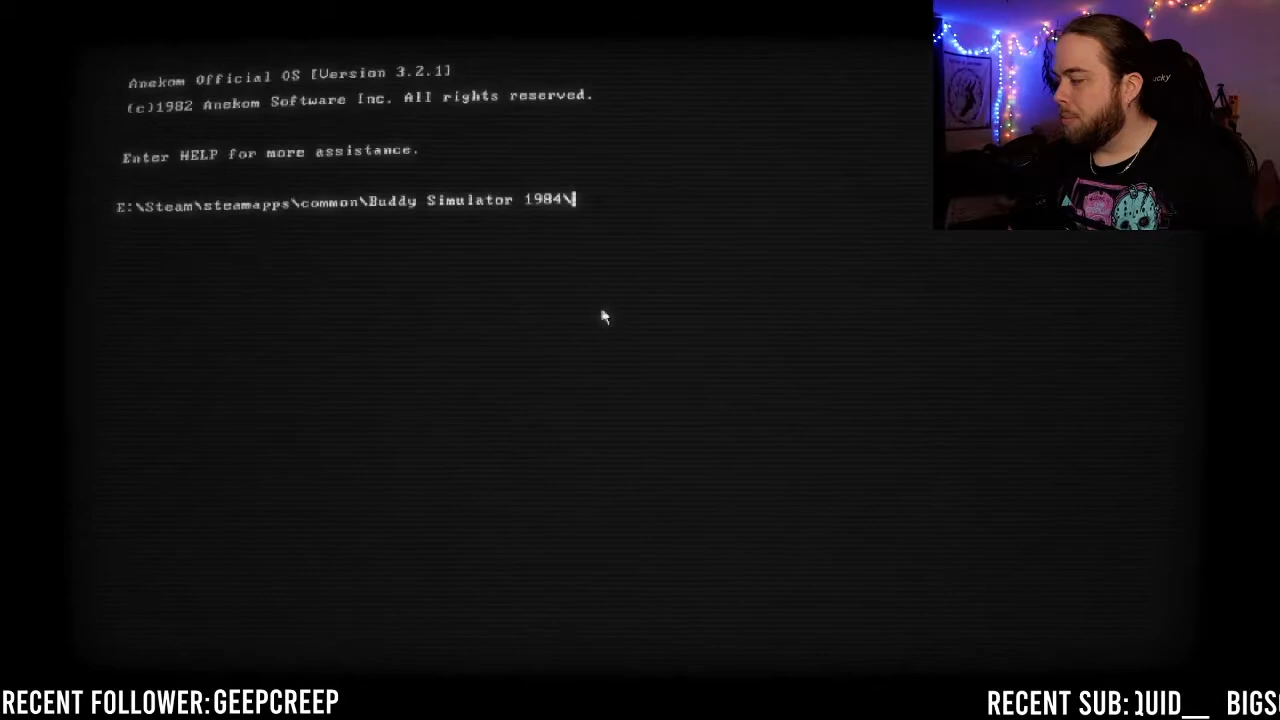 Anekom Official OS [Version 3.2.1]
(c)1982 Anekom Software Inc. All rights reserved.
Enter HELP for more assistance.
E:\Steam\steamapps\common\Buddy Simulator 1984\
RECENT FOLLOWER: GEEPCREEP
RECENT SUB: